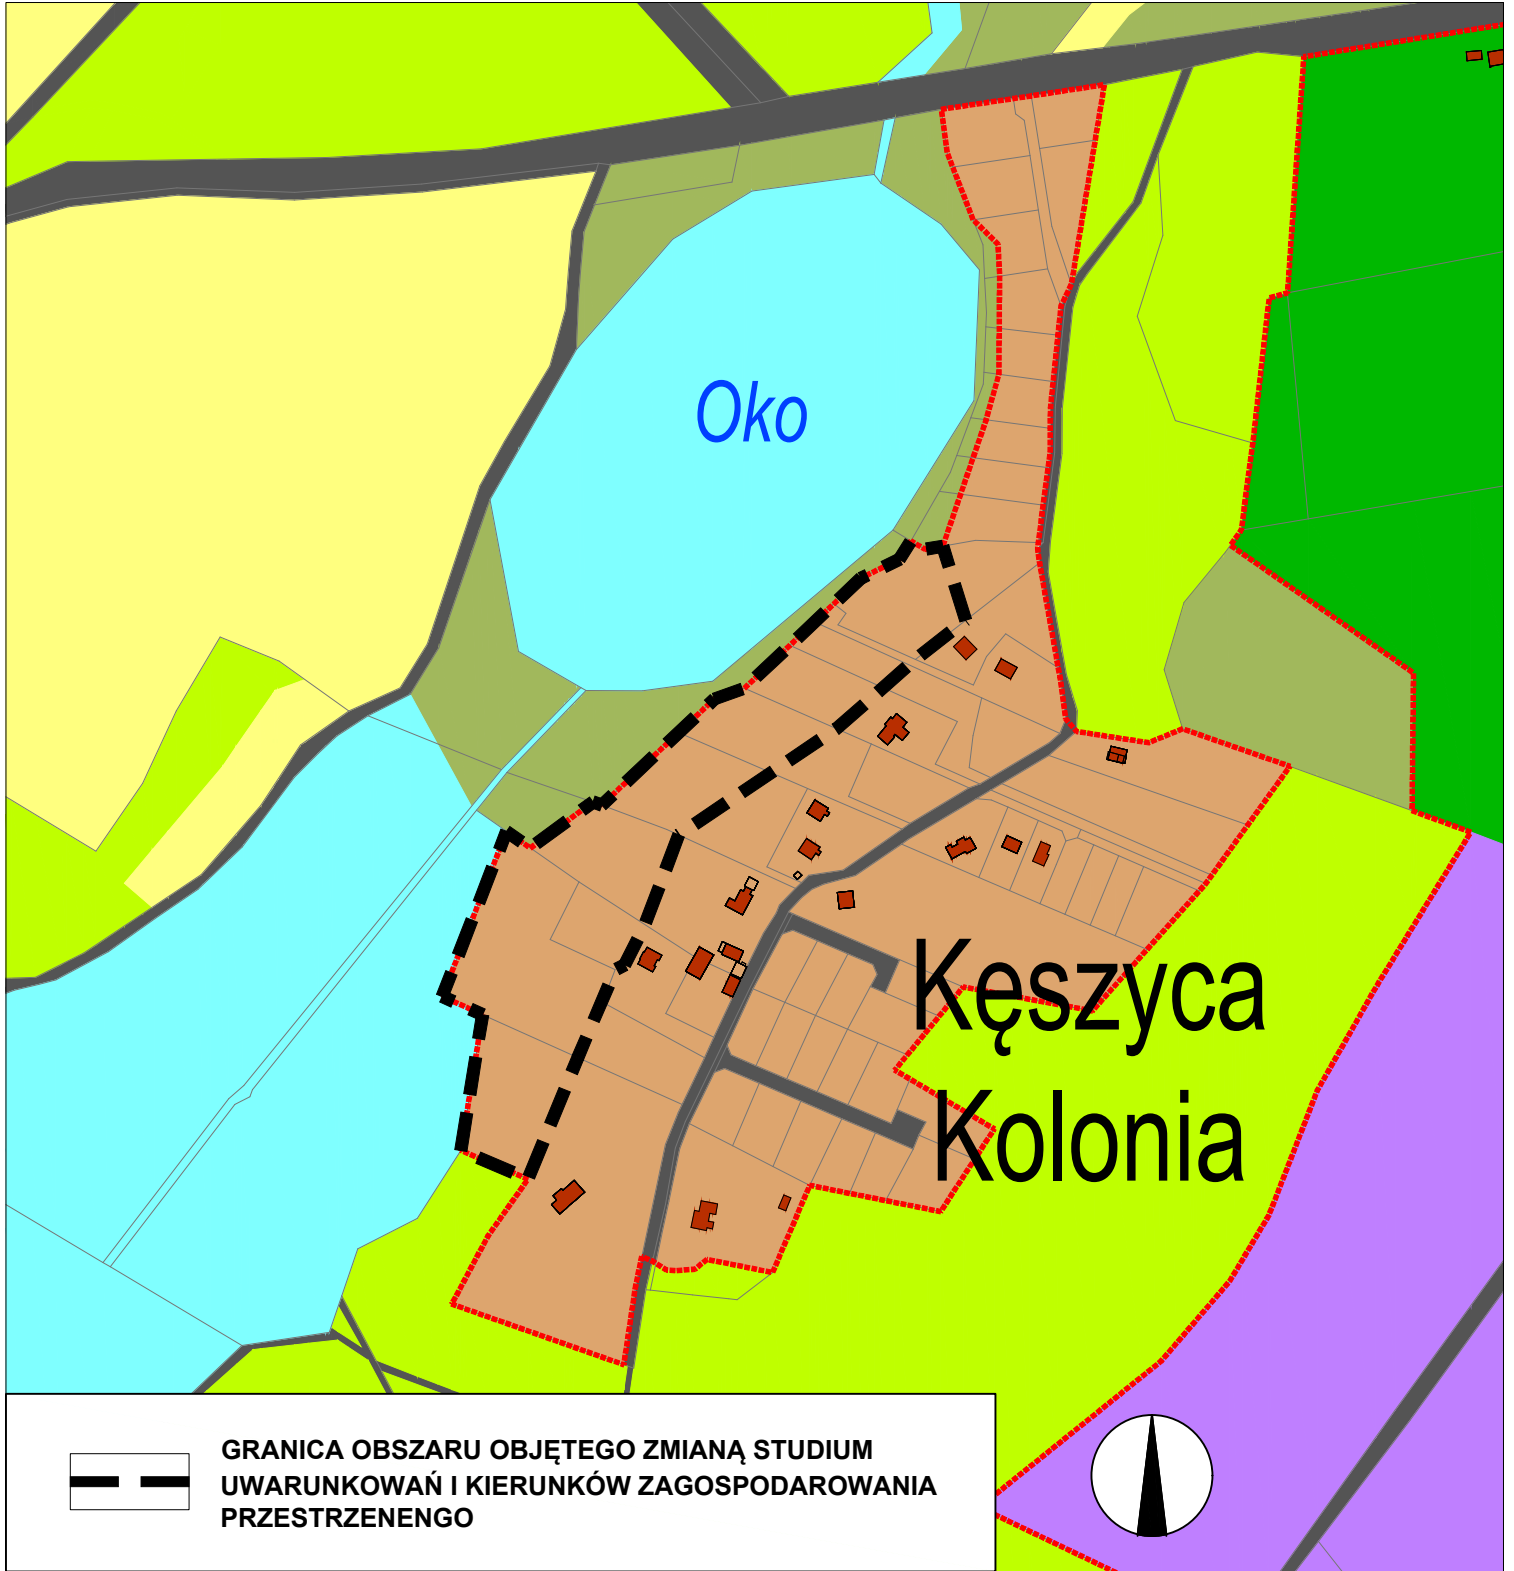 Oko
Kęszyca
Kolonia
GRANICA OBSZARU OBJĘTEGO ZMIANĄ STUDIUM
UWARUNKOWAŃ I KIERUNKÓW ZAGOSPODAROWANIA
PRZESTRZENENGO